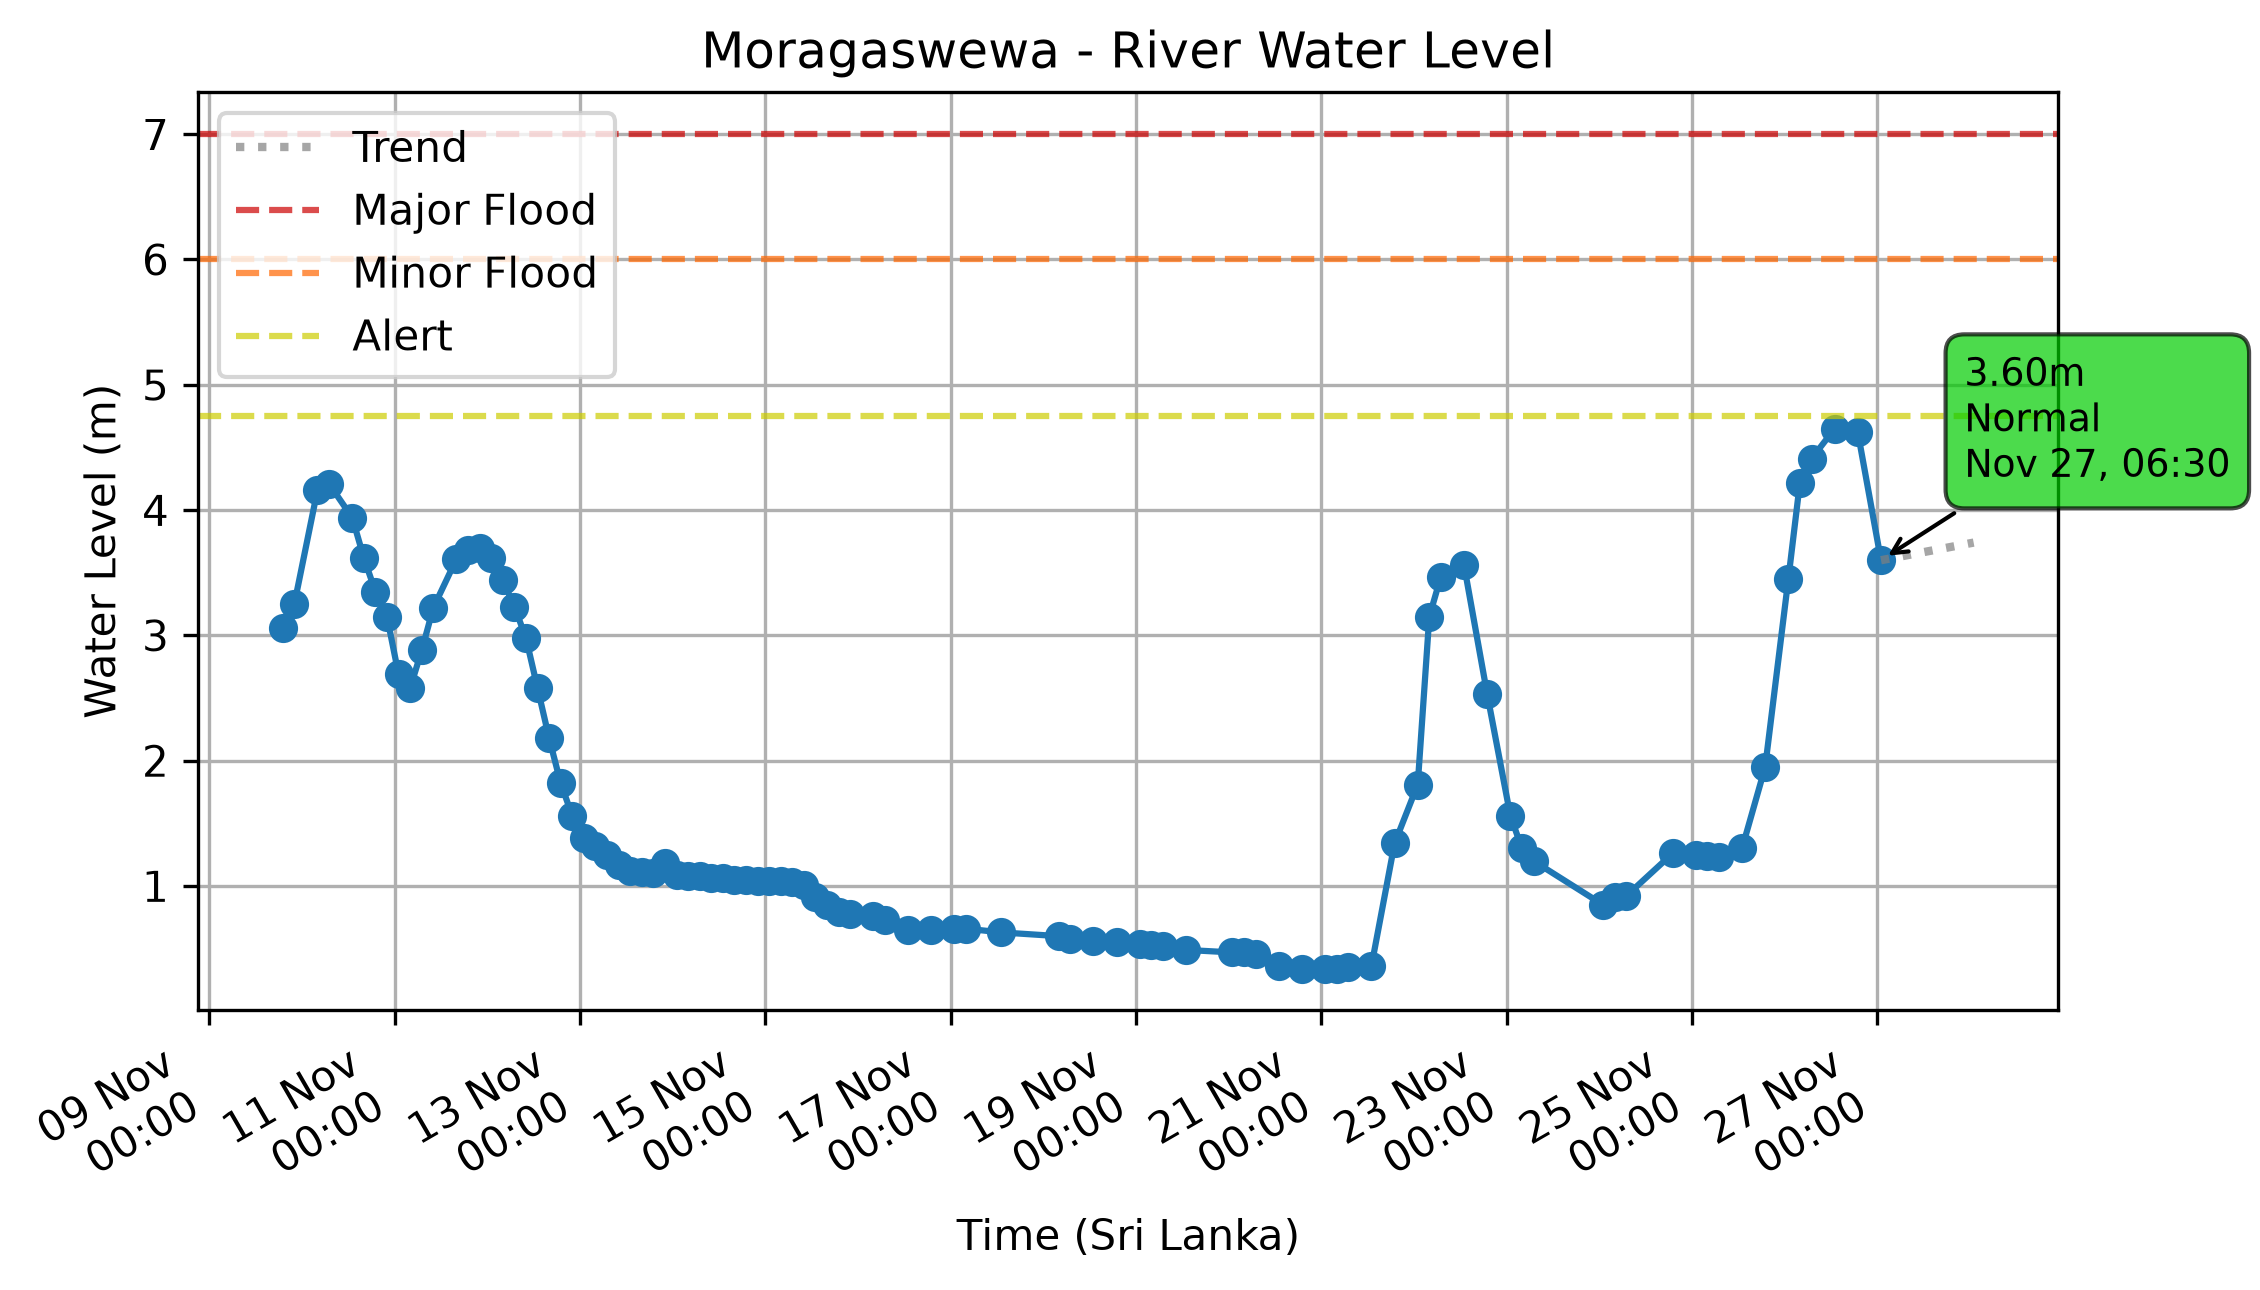 Moragaswewa - River Water Level
Trend
Major Flood
Minor Flood
Alert
7
6
5
4
3
2
1
Water Level (m)
3.60m
Normal
Nov 27, 06:30
09 Nov
00:00
11 Nov
00:00
13 Nov
00:00
15 Nov
00:00
17 Nov
00:00
19 Nov
00:00
21 Nov
00:00
23 Nov
00:00
25 Nov
00:00
27 Nov
00:00
Time (Sri Lanka)